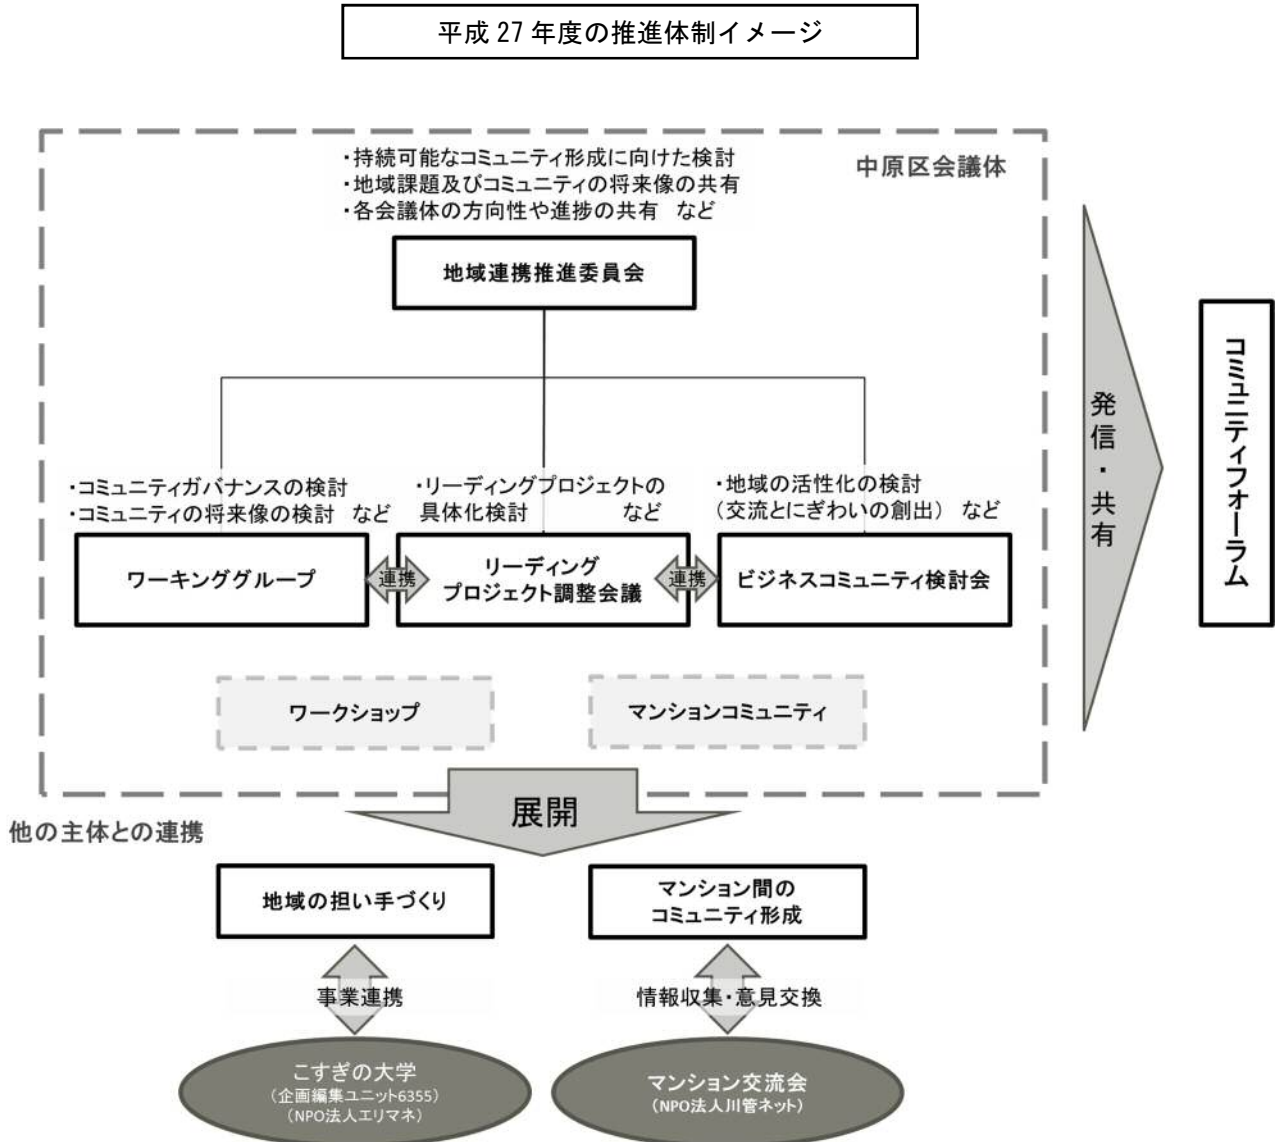 平成27年度の推進体制イメージ
中原区会議体
・持続可能なコミュニティ形成に向けた検討
・地域課題及びコミュニティの将来像の共有
・各会議体の方向性や進捗の共有 など
地域連携推進委員会
・コミュニティガバナンスの検討
・コミュニティの将来像の検討 など
ワーキンググループ
連携
・リーディングプロジェクトの
具体化検討 など
リーディング
プロジェクト調整会議
連携
・地域の活性化の検討
(交流とにぎわいの創出) など
ビジネスコミュニティ検討会
ワークショップ
マンションコミュニティ
発信・共有
コミュニティフォーラム
展開
他の主体との連携
地域の担い手づくり
マンション間の
コミュニティ形成
事業連携
情報収集・意見交換
こすぎの大学
(企画編集ユニット6355)
(NPO法人エリマネ)
マンション交流会
(NPO法人川管ネット)